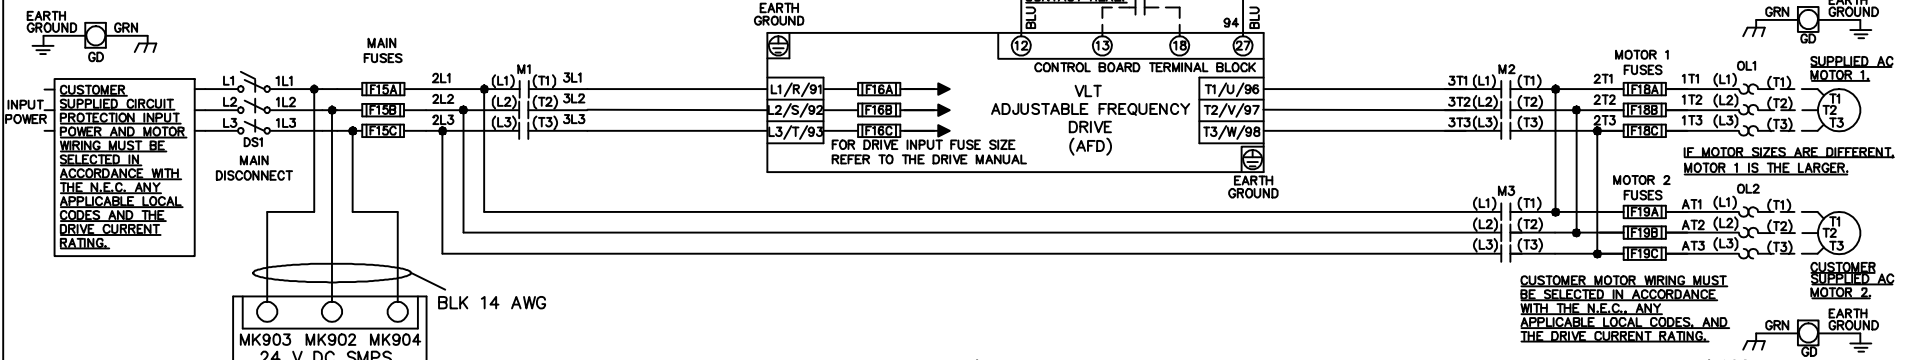 EARTH
GROUND
GRN
GD
INPUT
POWER
CUSTOMER
SUPPLIED CIRCUIT
PROTECTION INPUT
POWER AND MOTOR
WIRING MUST BE
SELECTED IN
ACCORDANCE WITH
THE N.E.C. ANY
APPLICABLE LOCAL
CODES AND THE
DRIVE CURRENT
RATING.
L1 1L1
L2 1L2
L3 1L3
DS1
MAIN
DISCONNECT
MAIN
FUSES
F15A
F15B
F15C
2L1
2L2
2L3
M1
(L1) (T1) 3L1
(L2) (T2) 3L2
(L3) (T3) 3L3
BLK 14 AWG
MK903 MK902 MK904
24 V DC SMPS
EARTH
GROUND
BLU
94
BLU
12 13 18 27
CONTROL BOARD TERMINAL BLOCK
L1/R/91
L2/S/92
L3/T/93
F16A
F16B
F16C
FOR DRIVE INPUT FUSE SIZE
REFER TO THE DRIVE MANUAL
VLT
ADJUSTABLE FREQUENCY
DRIVE
(AFD)
T1/U/96
T2/V/97
T3/W/98
EARTH
GROUND
M2
3T1 (L1) (T1)
3T2(L2) (T2)
3T3(L3) (T3)
MOTOR 1
FUSES
2T1 F18A 1T1 (L1)
2T2 F18B 1T2 (L2)
2T3 F18C 1T3 (L3)
OL1
(T1)
(T2)
(T3)
GRN
EARTH
GROUND
GD
SUPPLIED AC
MOTOR 1.
T1
T2
T3
IF MOTOR SIZES ARE DIFFERENT,
MOTOR 1 IS THE LARGER.
M3
(L1) (T1)
(L2) (T2)
(L3) (T3)
MOTOR 2
FUSES
F19A AT1 (L1)
F19B AT2 (L2)
F19C AT3 (L3)
OL2
(T1)
(T2)
(T3)
T1
T2
T3
CUSTOMER
SUPPLIED AC
MOTOR 2.
CUSTOMER MOTOR WIRING MUST
BE SELECTED IN ACCORDANCE
WITH THE N.E.C., ANY
APPLICABLE LOCAL CODES, AND
THE DRIVE CURRENT RATING.
GRN
EARTH
GROUND
GD